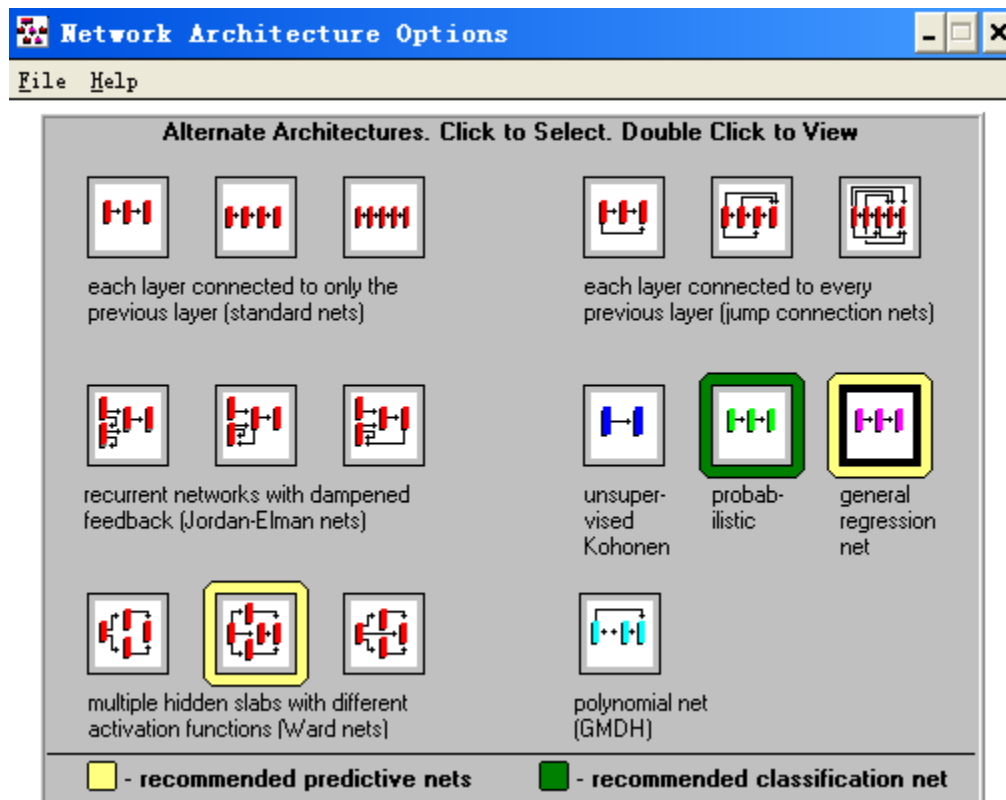 Network Architecture Options
File Help
Alternate Architectures. Click to Select. Double Click to View
each layer connected to only the
previous layer (standard nets)
each layer connected to every
previous layer (jump connection nets)
recurrent networks with dampened
feedback (Jordan-Elman nets)
unsuper-
vised
Kohonen
probab-
ilistic
general
regression
net
multiple hidden slabs with different
activation functions (Ward nets)
polynomial net
(GMDH)
- recommended predictive nets
- recommended classification net